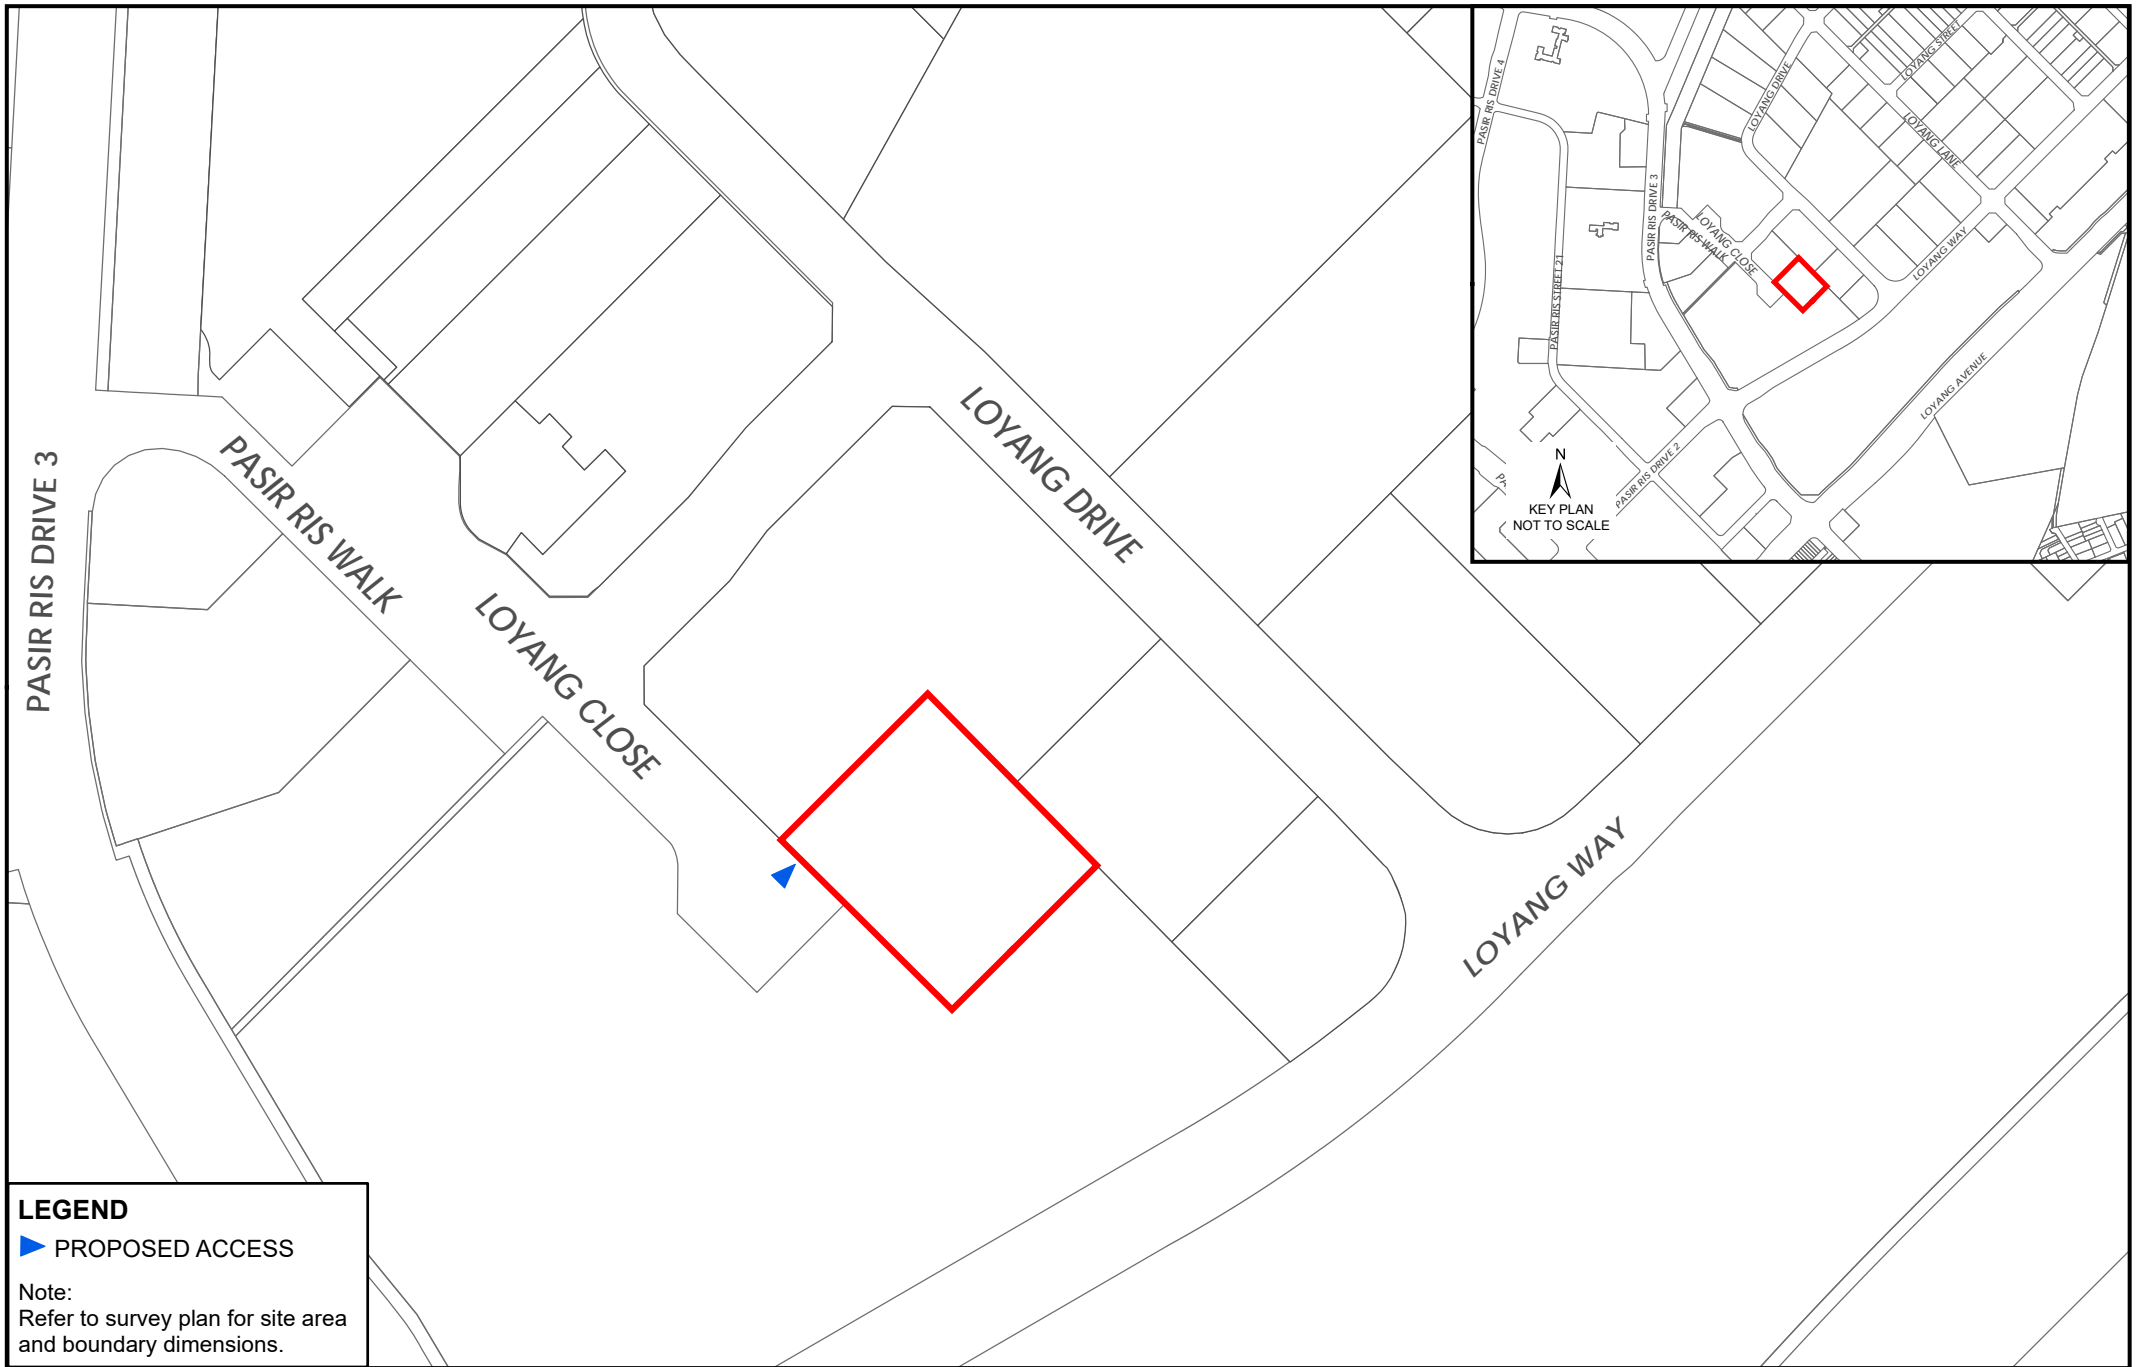 PASIR RIS DRIVE 3
PASIR RIS WALK
LOYANG CLOSE
LOYANG DRIVE
LOYANG WAY
PASIR RIS DRIVE 4
LOYANG STREET
LOYANG DRIVE
LOYANG LANE
PASIR RIS DRIVE 3
LOYANG CLOSE
PASIR RIS WALK
LOYANG WAY
PASIR RIS STREET 21
LOYANG AVENUE
PASIR RIS DRIVE 2
PA
N
KEY PLAN
NOT TO SCALE
LEGEND
PROPOSED ACCESS
Note:
Refer to survey plan for site area
and boundary dimensions.